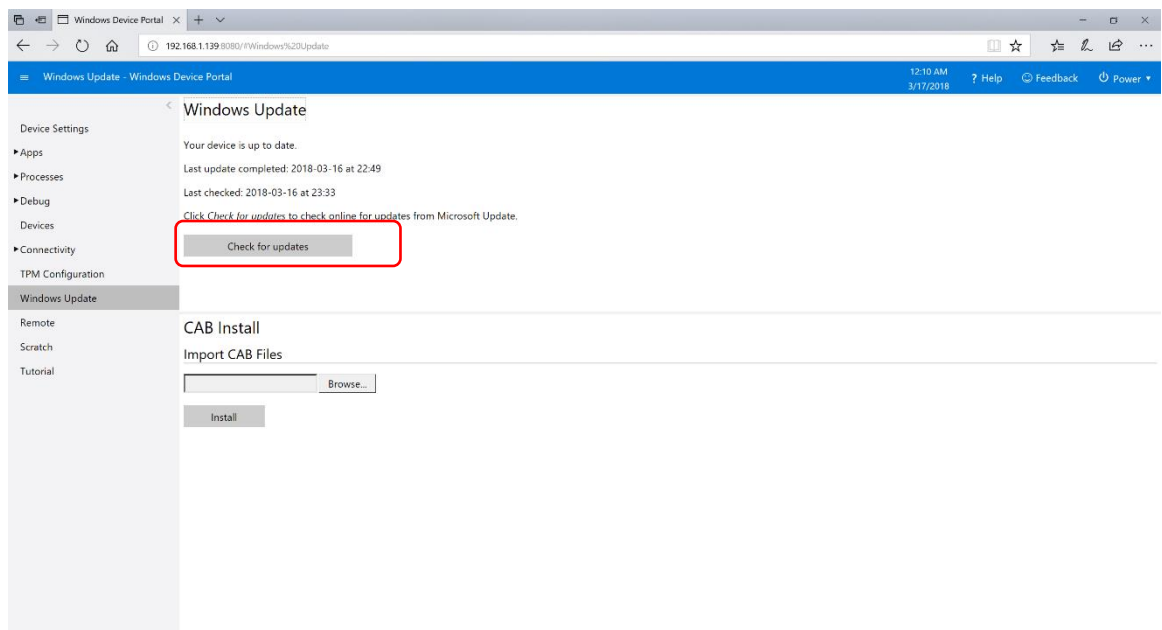 Windows Device Portal
192.168.1.139:8080/#Windows%20Update
Windows Update - Windows Device Portal
12:10 AM
3/17/2018
? Help
Feedback
Power
Device Settings
Apps
Processes
Debug
Devices
Connectivity
TPM Configuration
Windows Update
Remote
Scratch
Tutorial
Windows Update
Your device is up to date.
Last update completed: 2018-03-16 at 22:49
Last checked: 2018-03-16 at 23:33
Click Check for updates to check online for updates from Microsoft Update.
Check for updates
CAB Install
Import CAB Files
Browse...
Install